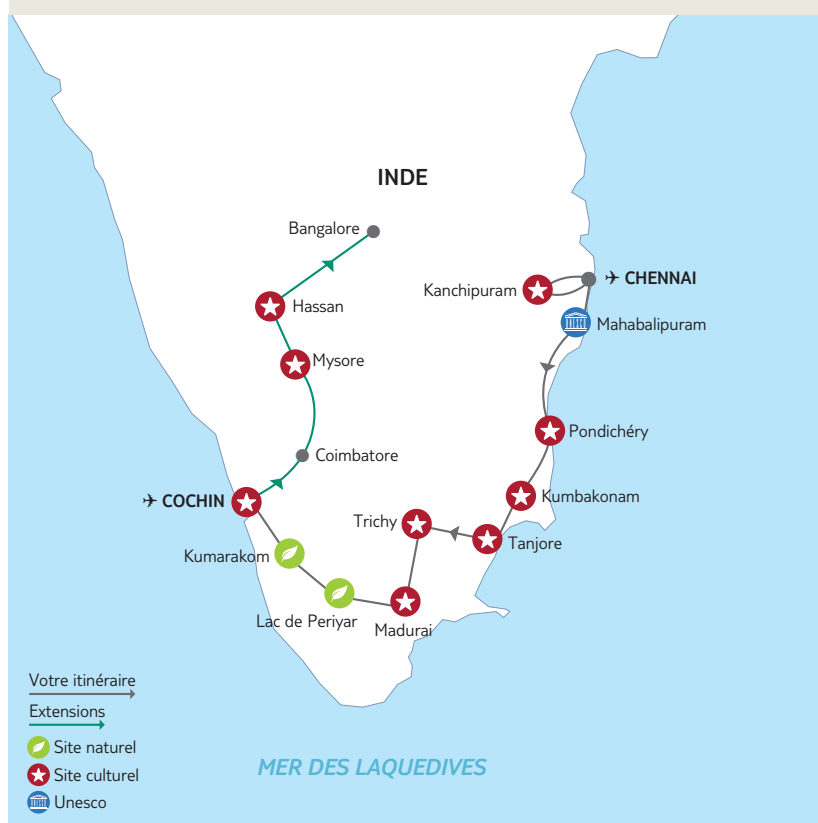 INDE
Bangalore
Kanchipuram
✈ CHENNAI
Hassan
Mahabalipuram
Mysore
Pondichéry
Coimbatore
✈ COCHIN
Kumbakonam
Trichy
Tanjore
Kumarakom
Lac de Periyar
Madurai
Votre itinéraire
Extensions
Site naturel
Site culturel
Unesco
MER DES LAQUEDIVES